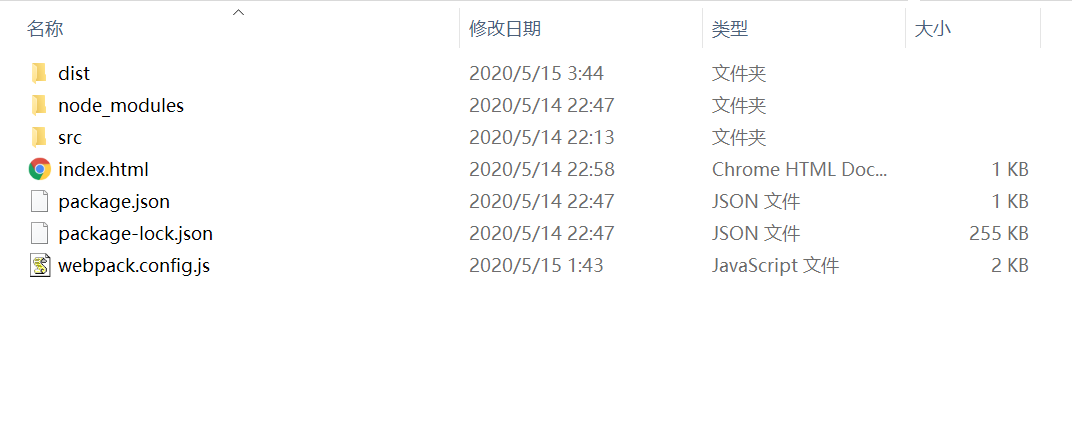 名称 修改日期 类型 大小
dist 2020/5/15 3:44 文件夹
node_modules 2020/5/14 22:47 文件夹
src 2020/5/14 22:13 文件夹
index.html 2020/5/14 22:58 Chrome HTML Doc... 1 KB
package.json 2020/5/14 22:47 JSON 文件 1 KB
package-lock.json 2020/5/14 22:47 JSON 文件 255 KB
webpack.config.js 2020/5/15 1:43 JavaScript 文件 2 KB